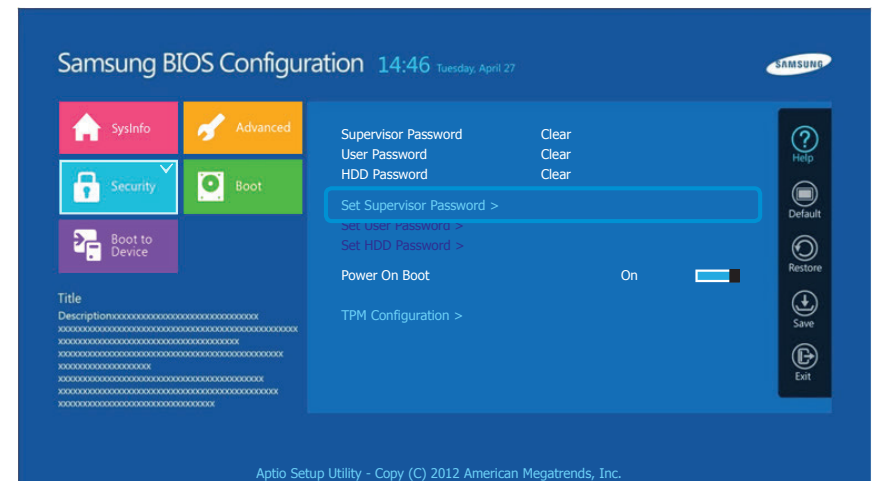 Samsung BIOS Configuration 14:46 Tuesday, April 27
SAMSUNG
SysInfo
Advanced
Security
Boot
Boot to
Device
Title
Descriptionxxxxxxxxxxxxxxxxxxxxxxxxxxxxxx
Supervisor Password Clear
User Password Clear
HDD Password Clear
Set Supervisor Password >
Set User Password >
Set HDD Password >
Power On Boot On
TPM Configuration >
Help
Default
Restore
Save
Exit
Aptio Setup Utility - Copy (C) 2012 American Megatrends, Inc.